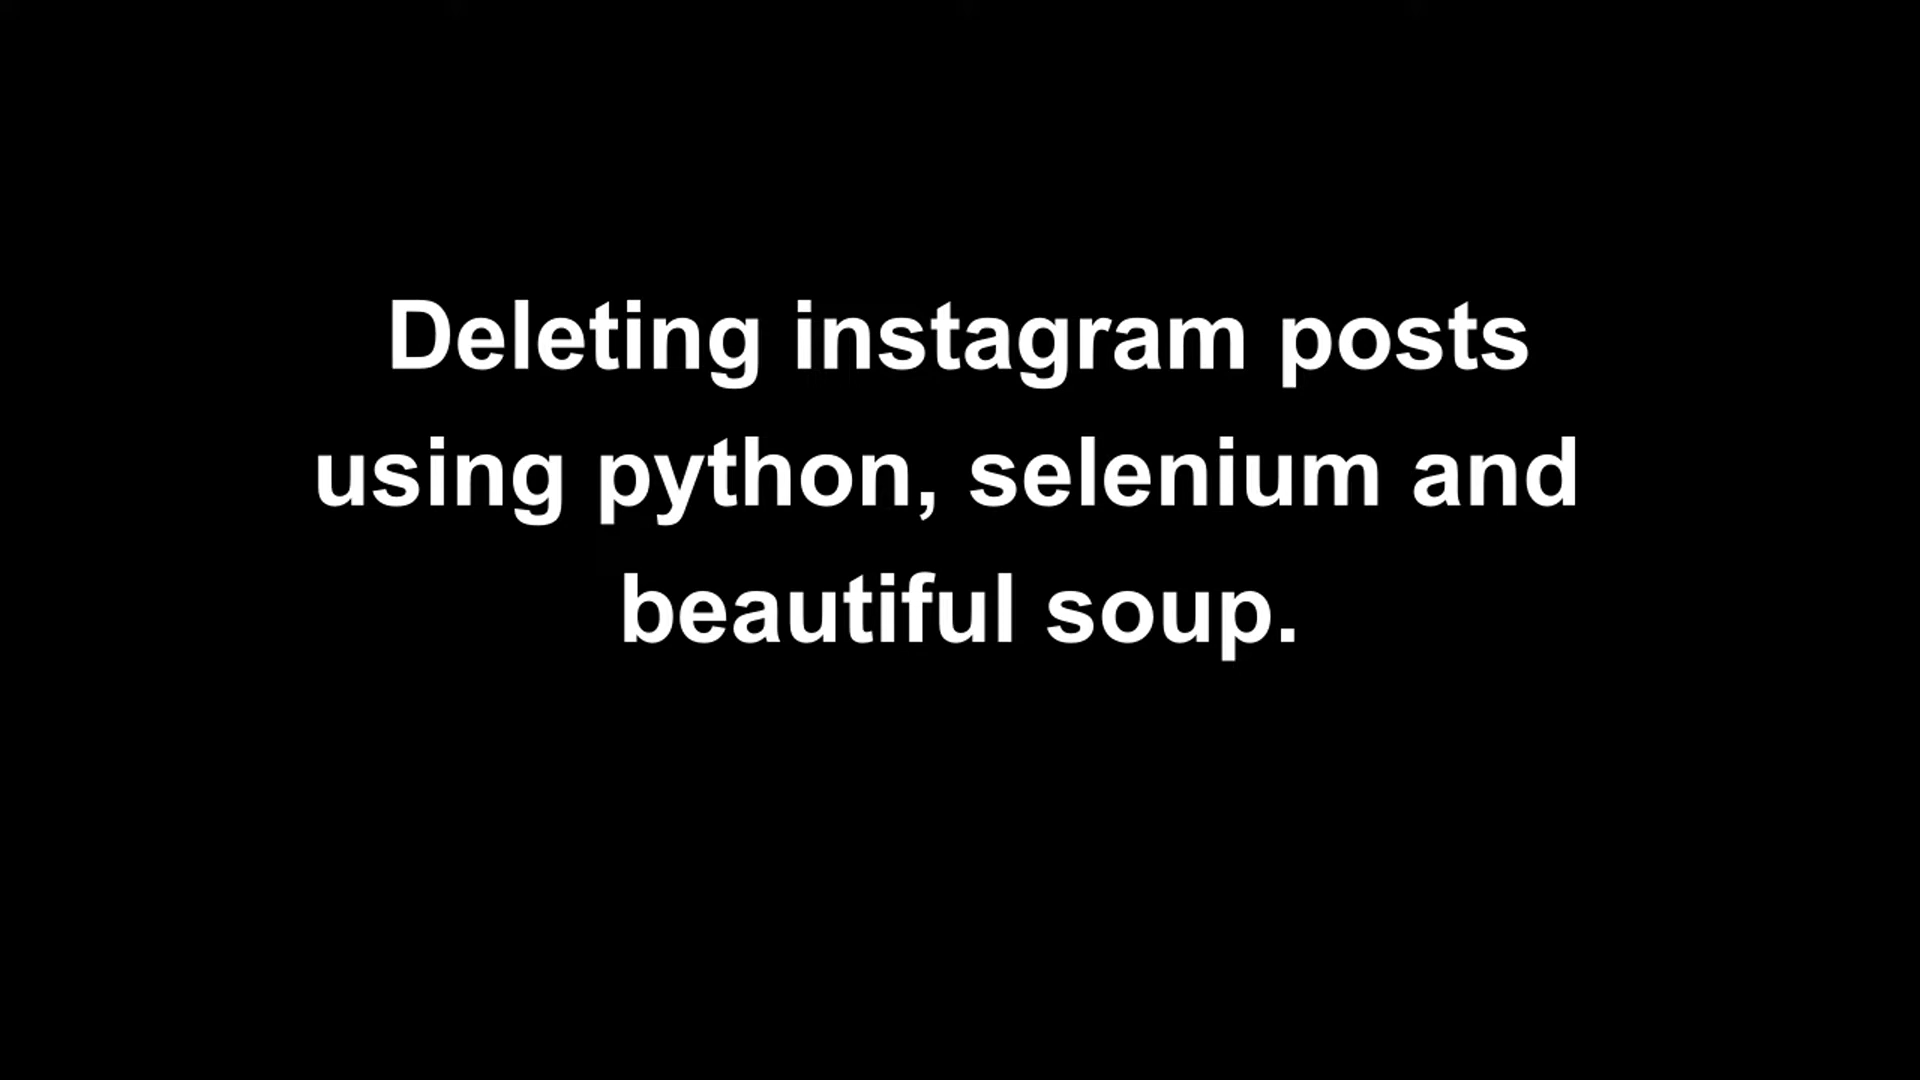 Deleting instagram posts
using python, selenium and
beautiful soup.